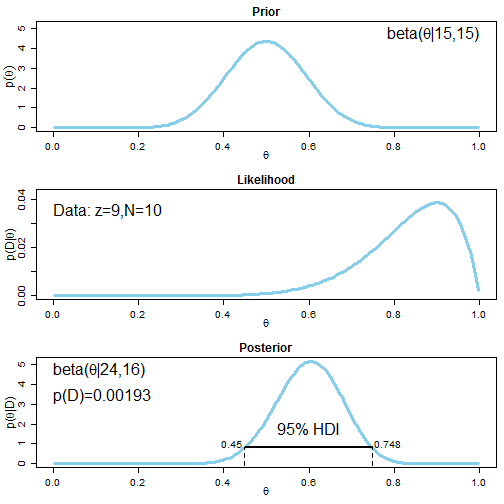 Prior
beta(θ|15,15)
p(θ)
0 1 2 3 4 5
0.0 0.2 0.4 0.6 0.8 1.0
θ
Likelihood
Data: z=9,N=10
p(D|θ)
0.00 0.02 0.04
0.0 0.2 0.4 0.6 0.8 1.0
θ
Posterior
beta(θ|24,16)
p(D)=0.00193
95% HDI
0.45 0.748
p(θ|D)
0 1 2 3 4 5
0.0 0.2 0.4 0.6 0.8 1.0
θ